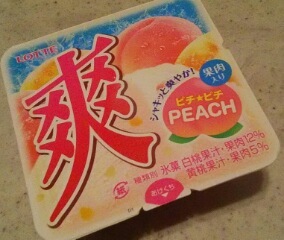 LOTTE
爽
シャキッと爽やか!
果肉
入り
ピチ★ピチ
PEACH
種類別 氷菓 白桃果汁・果肉12%
黄桃果汁・果肉5%
紙
あけくち